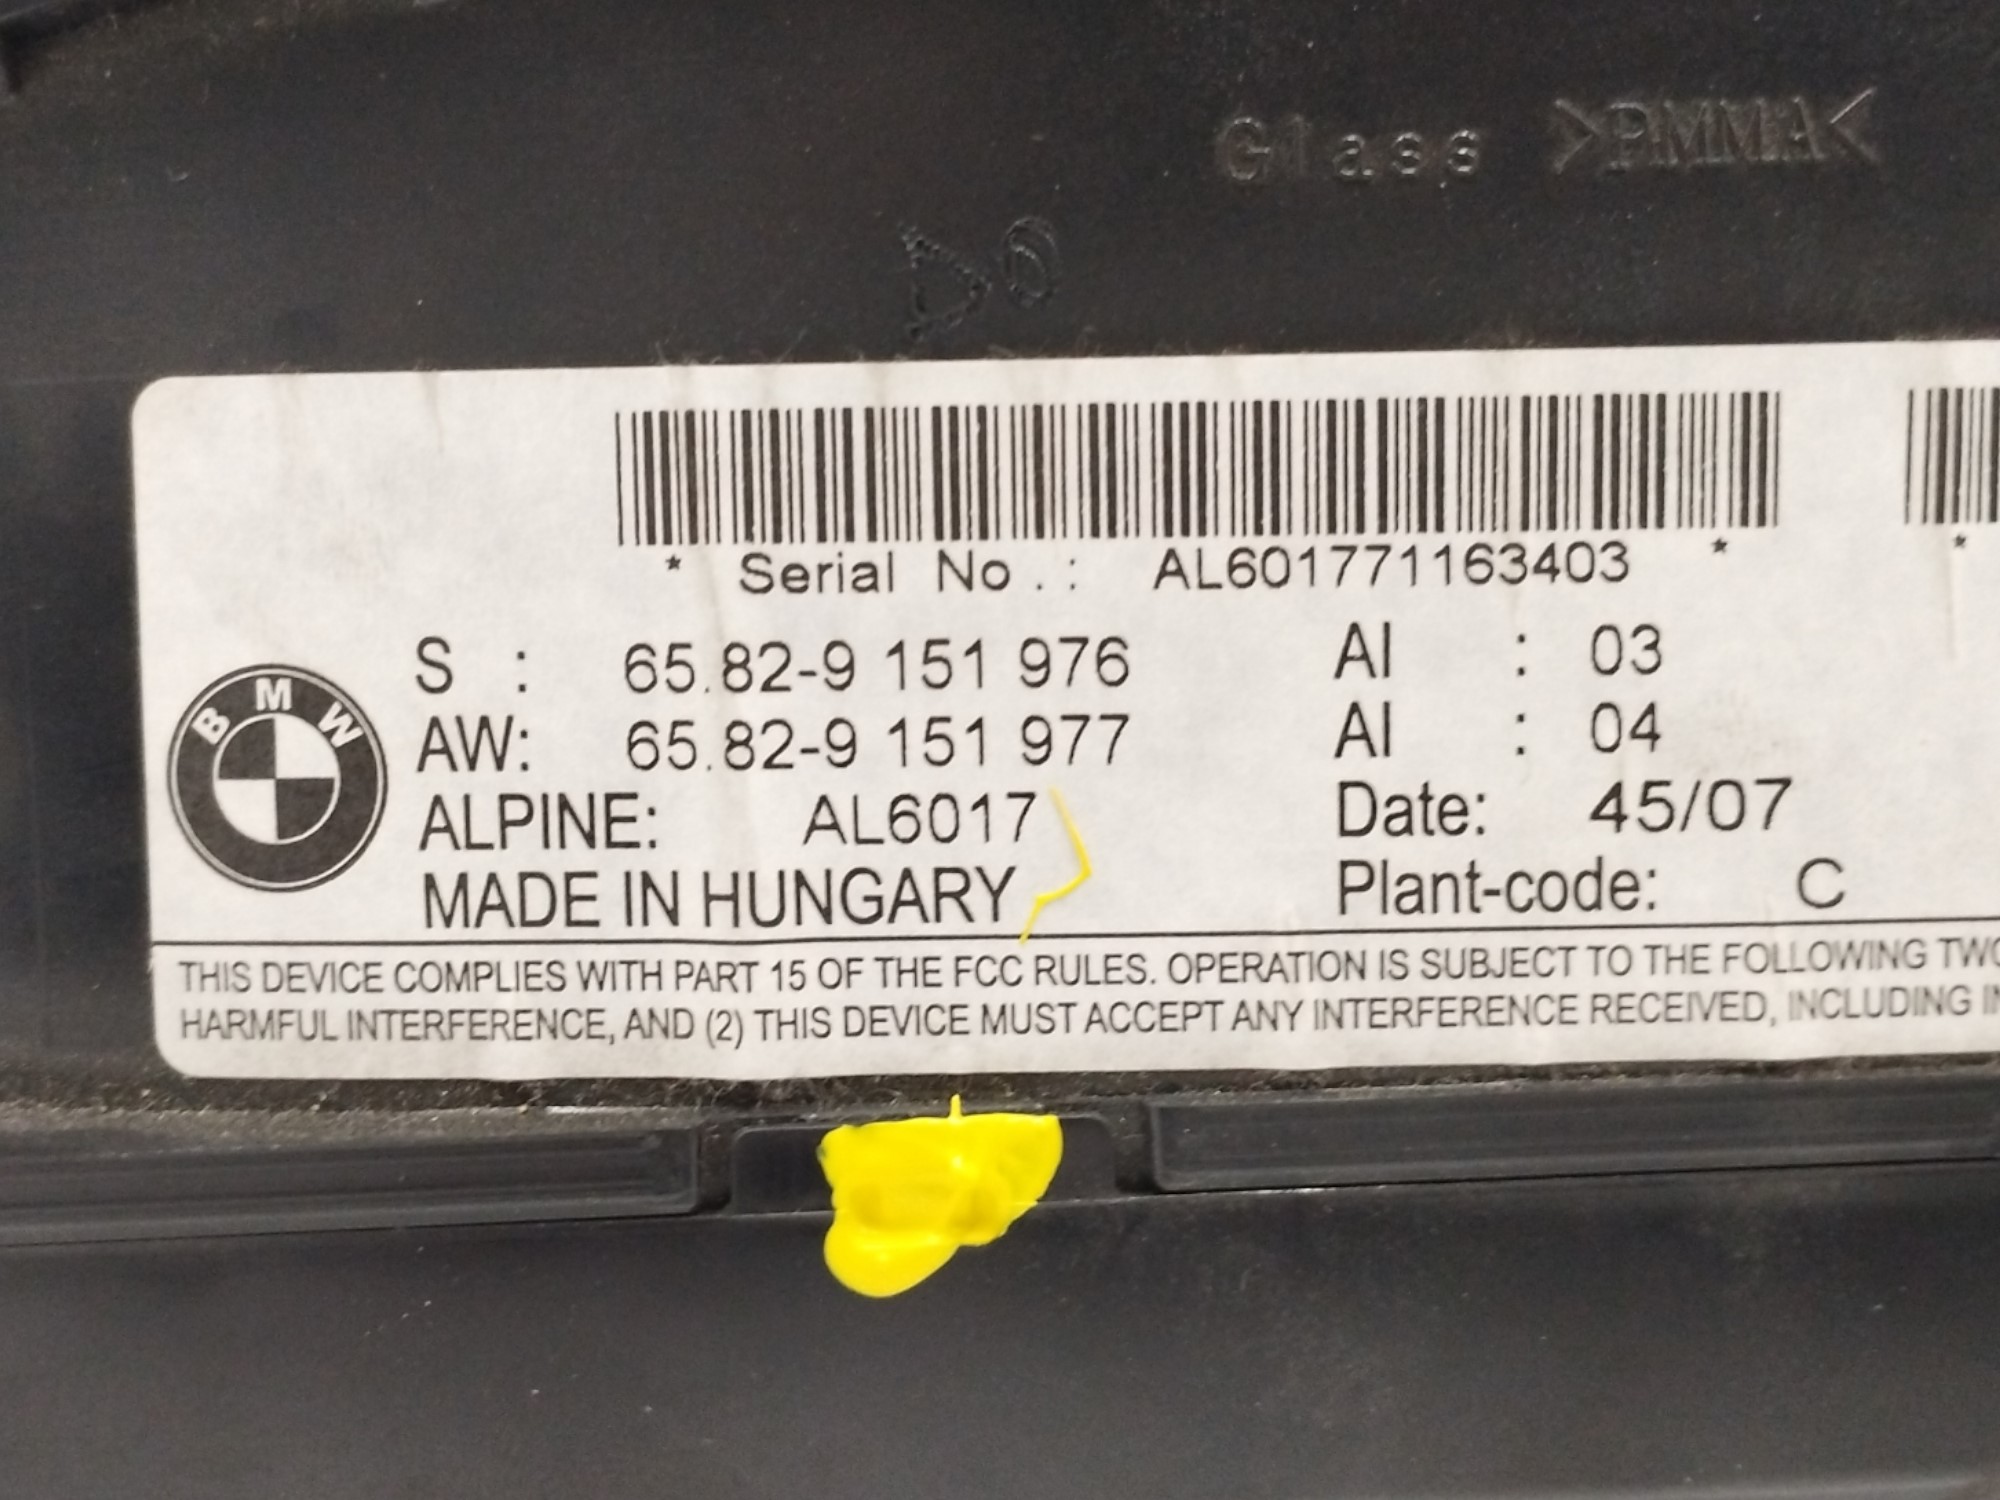 Glass >PMMA<
* Serial No.: AL601771163403 * *
S : 65.82-9 151 976 AI : 03
AW: 65.82-9 151 977 AI : 04
BMW
ALPINE: AL6017 Date: 45/07
MADE IN HUNGARY Plant-code: C
THIS DEVICE COMPLIES WITH PART 15 OF THE FCC RULES. OPERATION IS SUBJECT TO THE FOLLOWING TWO
HARMFUL INTERFERENCE, AND (2) THIS DEVICE MUST ACCEPT ANY INTERFERENCE RECEIVED, INCLUDING